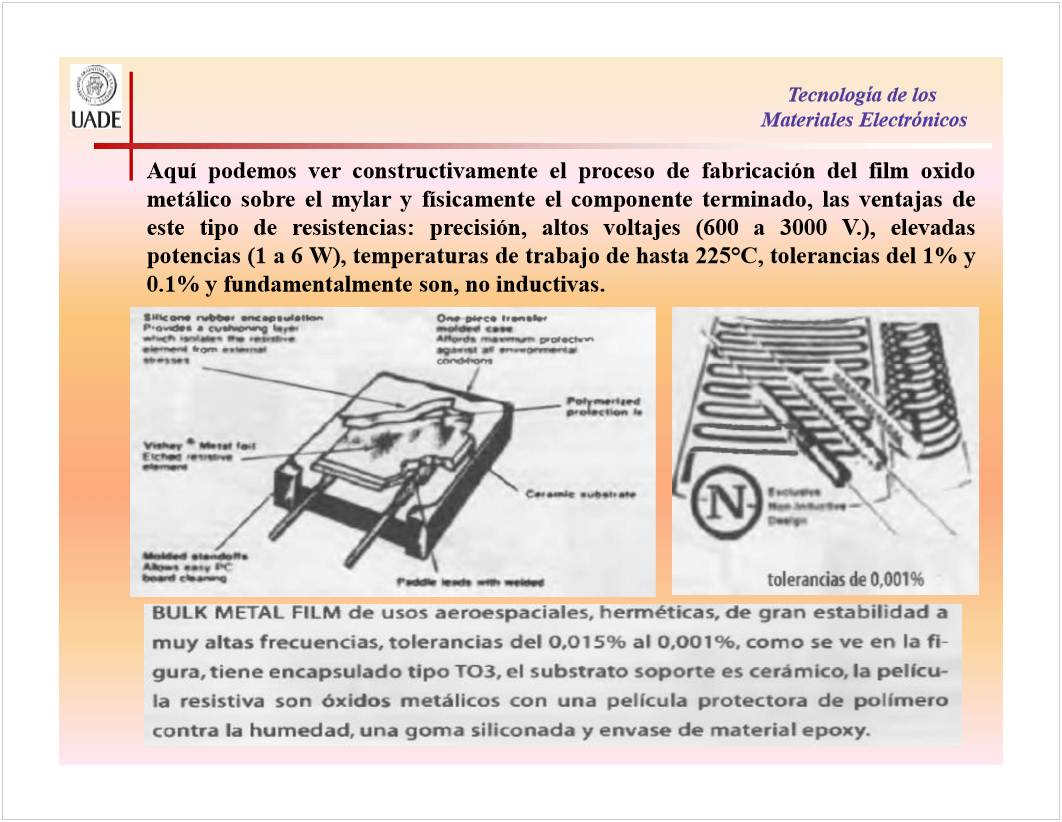 UADE
Tecnología de los
Materiales Electrónicos
Aquí podemos ver constructivamente el proceso de fabricación del film oxido
metálico sobre el mylar y físicamente el componente terminado, las ventajas de
este tipo de resistencias: precisión, altos voltajes (600 a 3000 V.), elevadas
potencias (1 a 6 W), temperaturas de trabajo de hasta 225°C, tolerancias del 1% y
0.1% y fundamentalmente son, no inductivas.
Silicone rubber encapsulation
Provides a cushioning layer
which isolates the resistive
element from external
stresses
One-piece transfer
molded case
Affords maximum protection
against all environmental
conditions
Polymerized
protection la
Vishay ® Metal foil
Etched resistive
element
Ceramic substrate
Molded standoffs
Allows easy PC
board cleaning
Paddle leads with welded
N
Exclusive
Non-Inductive
Design
tolerancias de 0,001%
BULK METAL FILM de usos aeroespaciales, herméticas, de gran estabilidad a
muy altas frecuencias, tolerancias del 0,015% al 0,001%, como se ve en la fi-
gura, tiene encapsulado tipo TO3, el substrato soporte es cerámico, la pelícu-
la resistiva son óxidos metálicos con una película protectora de polímero
contra la humedad, una goma siliconada y envase de material epoxy.